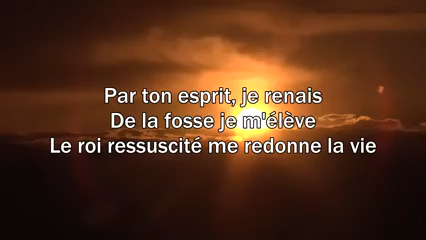 Par ton esprit, je renais
De la fosse je m'élève
Le roi ressuscité me redonne la vie